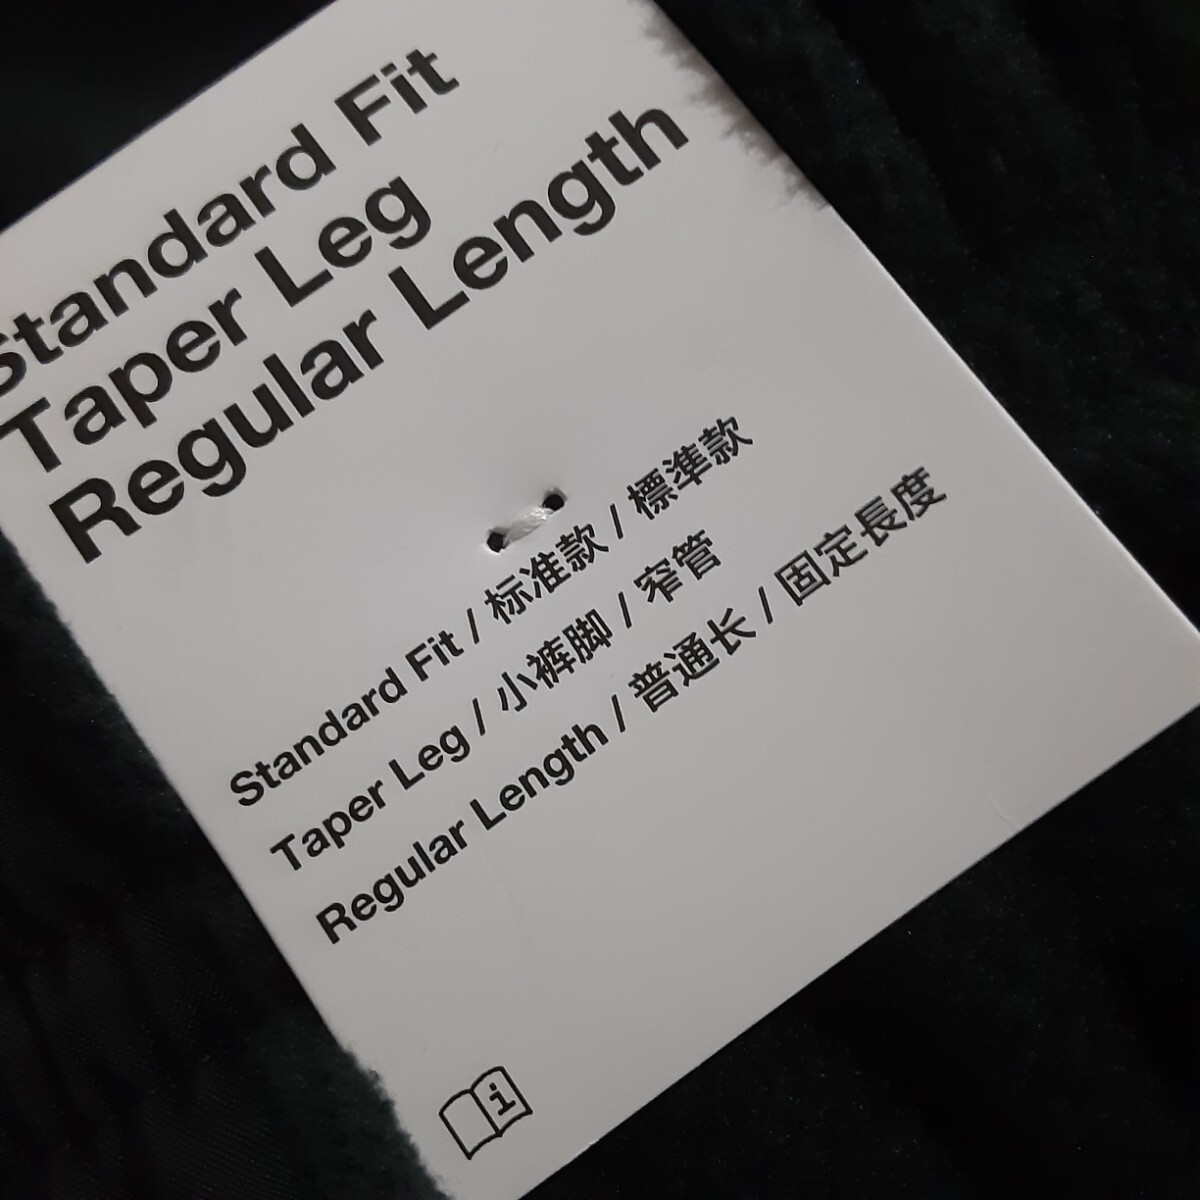 Standard Fit
Taper Leg
Regular Length
Standard Fit / 标准款 / 標準款
Taper Leg / 小裤脚 / 窄管
Regular Length / 普通长 / 固定長度
i